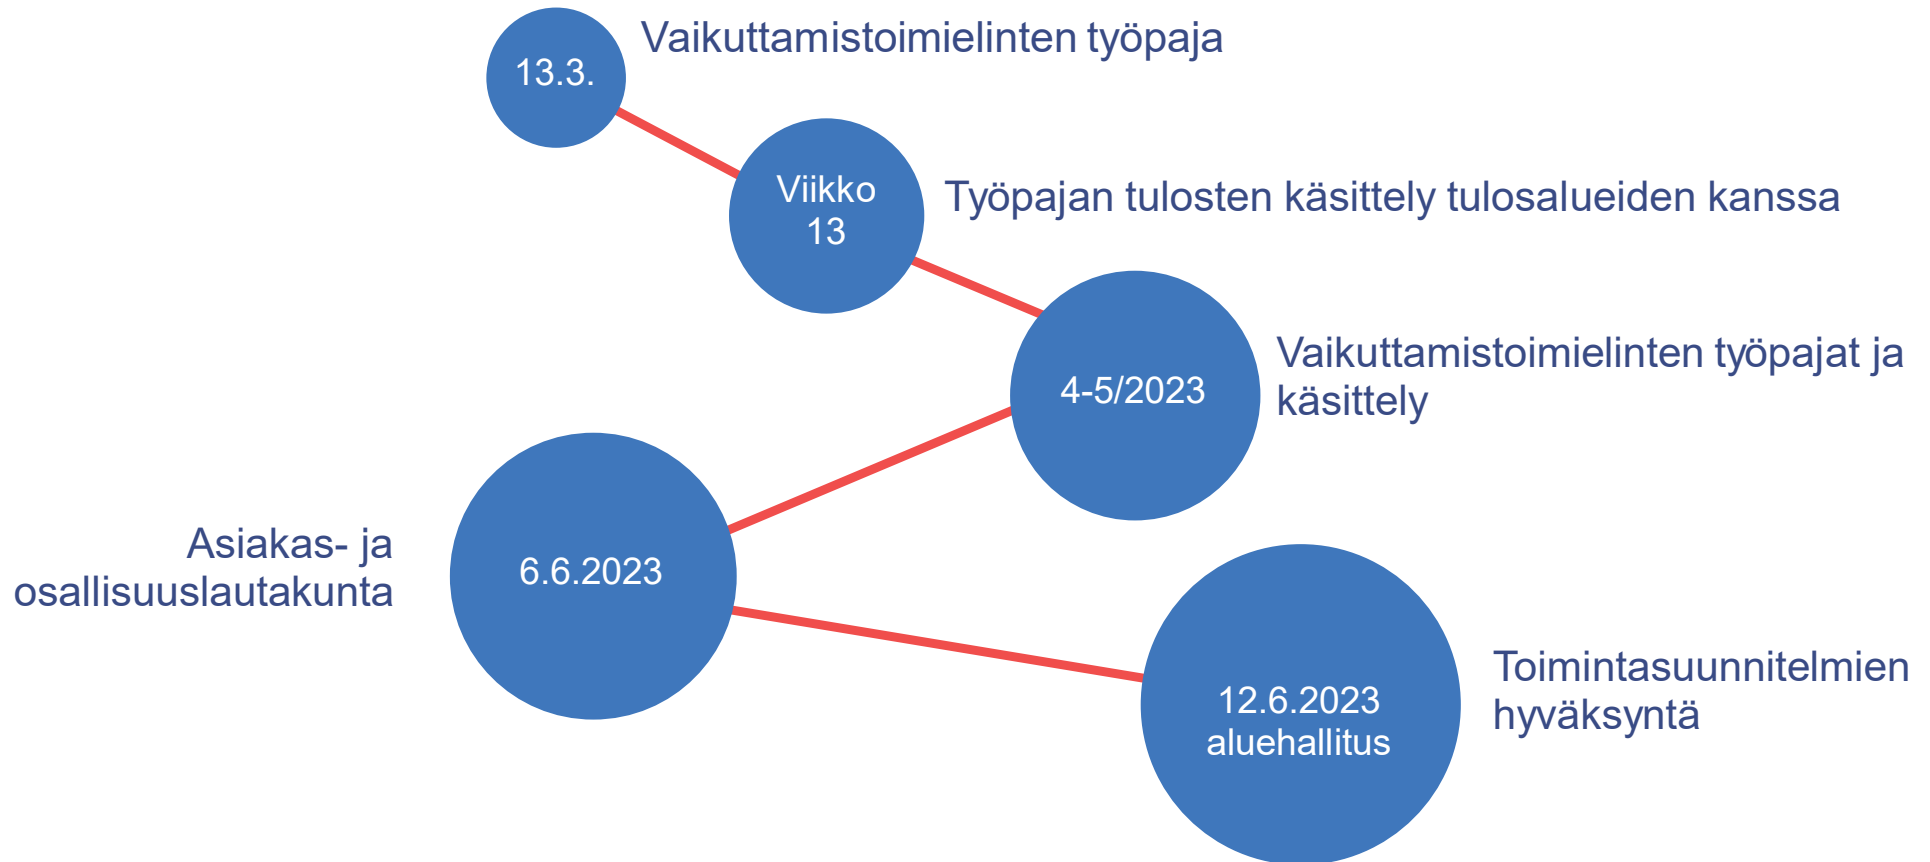 13.3.
Vaikuttamistoimielinten työpaja
Viikko
13
Työpajan tulosten käsittely tulosalueiden kanssa
4-5/2023
Vaikuttamistoimielinten työpajat ja
käsittely
Asiakas- ja
osallisuuslautakunta
6.6.2023
12.6.2023
aluehallitus
Toimintasuunnitelmien
hyväksyntä